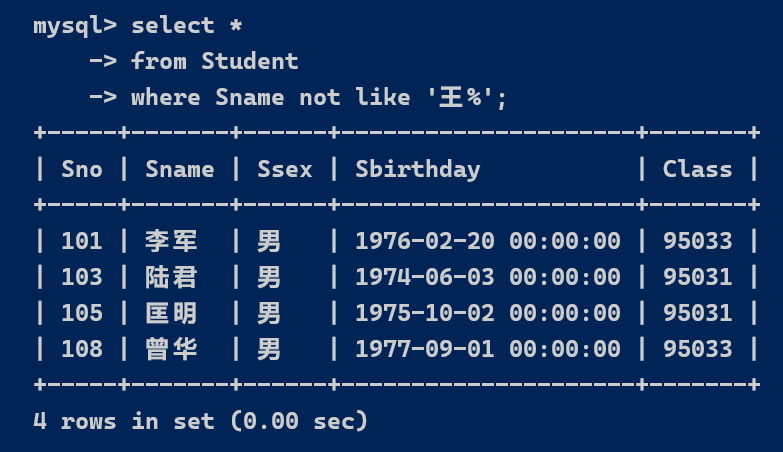 mysql> select *
    -> from Student
    -> where Sname not like '王%';
+-----+-------+------+---------------------+-------+
| Sno | Sname | Ssex | Sbirthday           | Class |
+-----+-------+------+---------------------+-------+
| 101 | 李军  | 男   | 1976-02-20 00:00:00 | 95033 |
| 103 | 陆君  | 男   | 1974-06-03 00:00:00 | 95031 |
| 105 | 匡明  | 男   | 1975-10-02 00:00:00 | 95031 |
| 108 | 曾华  | 男   | 1977-09-01 00:00:00 | 95033 |
+-----+-------+------+---------------------+-------+
4 rows in set (0.00 sec)